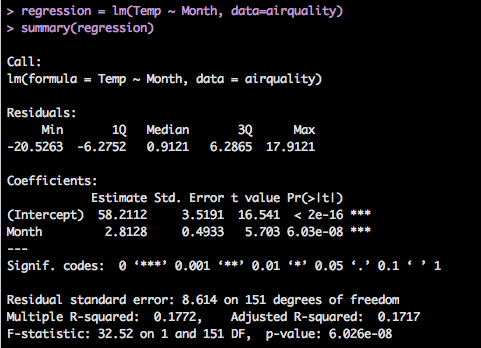 > regression = lm(Temp ~ Month, data=airquality)
> summary(regression)
Call:
lm(formula = Temp ~ Month, data = airquality)
Residuals:
     Min       1Q   Median       3Q      Max
-20.5263  -6.2752   0.9121   6.2865  17.9121
Coefficients:
            Estimate Std. Error t value Pr(>|t|)
(Intercept)  58.2112     3.5191  16.541  < 2e-16 ***
Month         2.8128     0.4933   5.703 6.03e-08 ***
---
Signif. codes:  0 ‘***’ 0.001 ‘**’ 0.01 ‘*’ 0.05 ‘.’ 0.1 ‘ ’ 1
Residual standard error: 8.614 on 151 degrees of freedom
Multiple R-squared:  0.1772,    Adjusted R-squared:  0.1717
F-statistic: 32.52 on 1 and 151 DF,  p-value: 6.026e-08